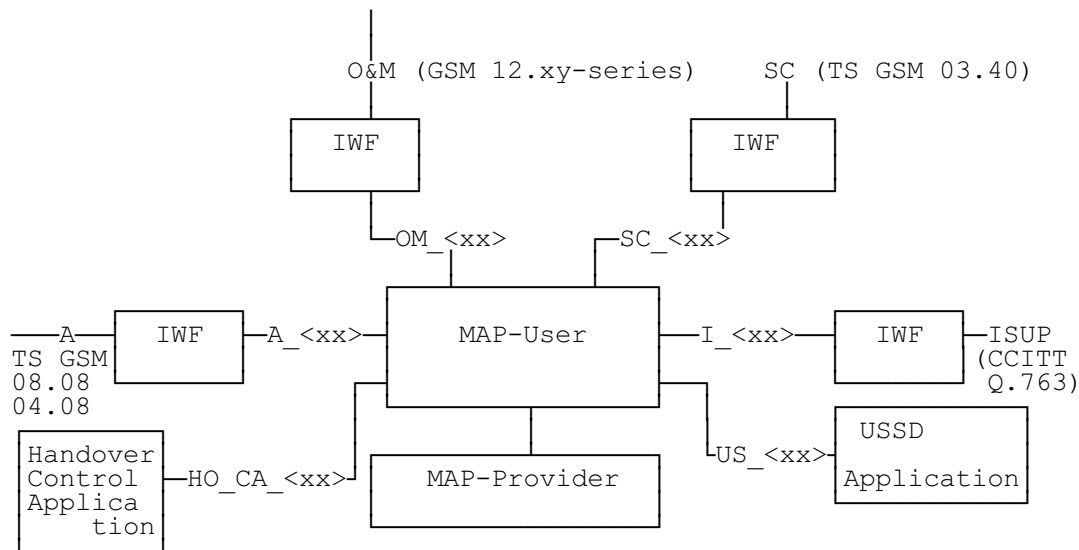 O&M (GSM 12.xy-series) SC (TS GSM 03.40)
IWF IWF
OM_<xx> SC_<xx>
A IWF A_<xx> MAP-User I_<xx> IWF ISUP
TS GSM (CCITT
08.08 Q.763)
04.08
USSD
Handover
Control HO_CA_<xx> MAP-Provider US_<xx> Application
Applica
tion